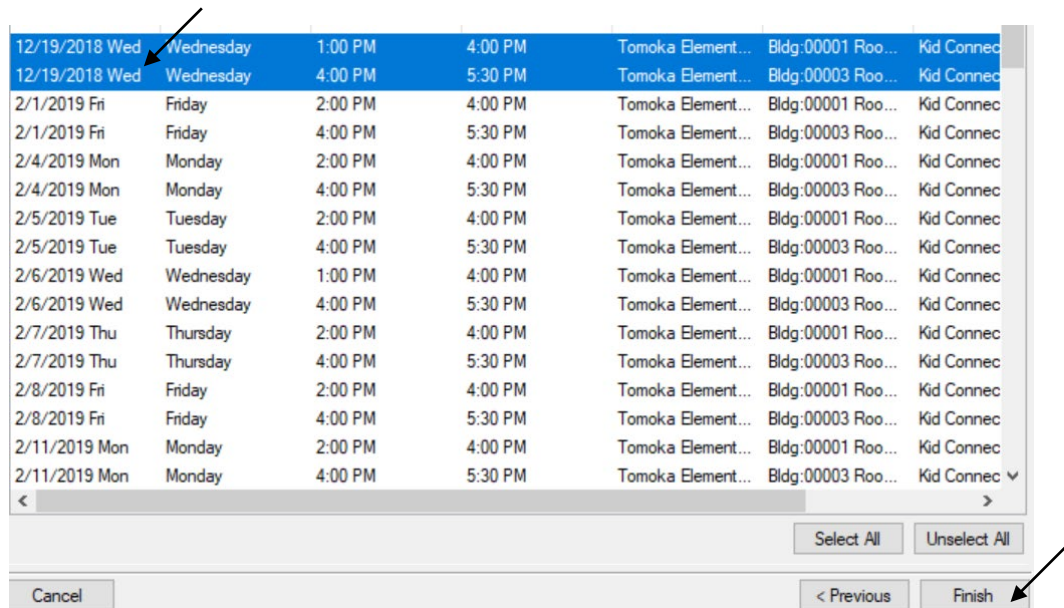 12/19/2018 Wed Wednesday 1:00 PM 4:00 PM Tomoka Element... Bldg:00001 Roo... Kid Connec
12/19/2018 Wed Wednesday 4:00 PM 5:30 PM Tomoka Element... Bldg:00003 Roo... Kid Connec
2/1/2019 Fri Friday 2:00 PM 4:00 PM Tomoka Element... Bldg:00001 Roo... Kid Connec
2/1/2019 Fri Friday 4:00 PM 5:30 PM Tomoka Element... Bldg:00003 Roo... Kid Connec
2/4/2019 Mon Monday 2:00 PM 4:00 PM Tomoka Element... Bldg:00001 Roo... Kid Connec
2/4/2019 Mon Monday 4:00 PM 5:30 PM Tomoka Element... Bldg:00003 Roo... Kid Connec
2/5/2019 Tue Tuesday 2:00 PM 4:00 PM Tomoka Element... Bldg:00001 Roo... Kid Connec
2/5/2019 Tue Tuesday 4:00 PM 5:30 PM Tomoka Element... Bldg:00003 Roo... Kid Connec
2/6/2019 Wed Wednesday 1:00 PM 4:00 PM Tomoka Element... Bldg:00001 Roo... Kid Connec
2/6/2019 Wed Wednesday 4:00 PM 5:30 PM Tomoka Element... Bldg:00003 Roo... Kid Connec
2/7/2019 Thu Thursday 2:00 PM 4:00 PM Tomoka Element... Bldg:00001 Roo... Kid Connec
2/7/2019 Thu Thursday 4:00 PM 5:30 PM Tomoka Element... Bldg:00003 Roo... Kid Connec
2/8/2019 Fri Friday 2:00 PM 4:00 PM Tomoka Element... Bldg:00001 Roo... Kid Connec
2/8/2019 Fri Friday 4:00 PM 5:30 PM Tomoka Element... Bldg:00003 Roo... Kid Connec
2/11/2019 Mon Monday 2:00 PM 4:00 PM Tomoka Element... Bldg:00001 Roo... Kid Connec
2/11/2019 Mon Monday 4:00 PM 5:30 PM Tomoka Element... Bldg:00003 Roo... Kid Connec
Select All Unselect All
Cancel < Previous Finish